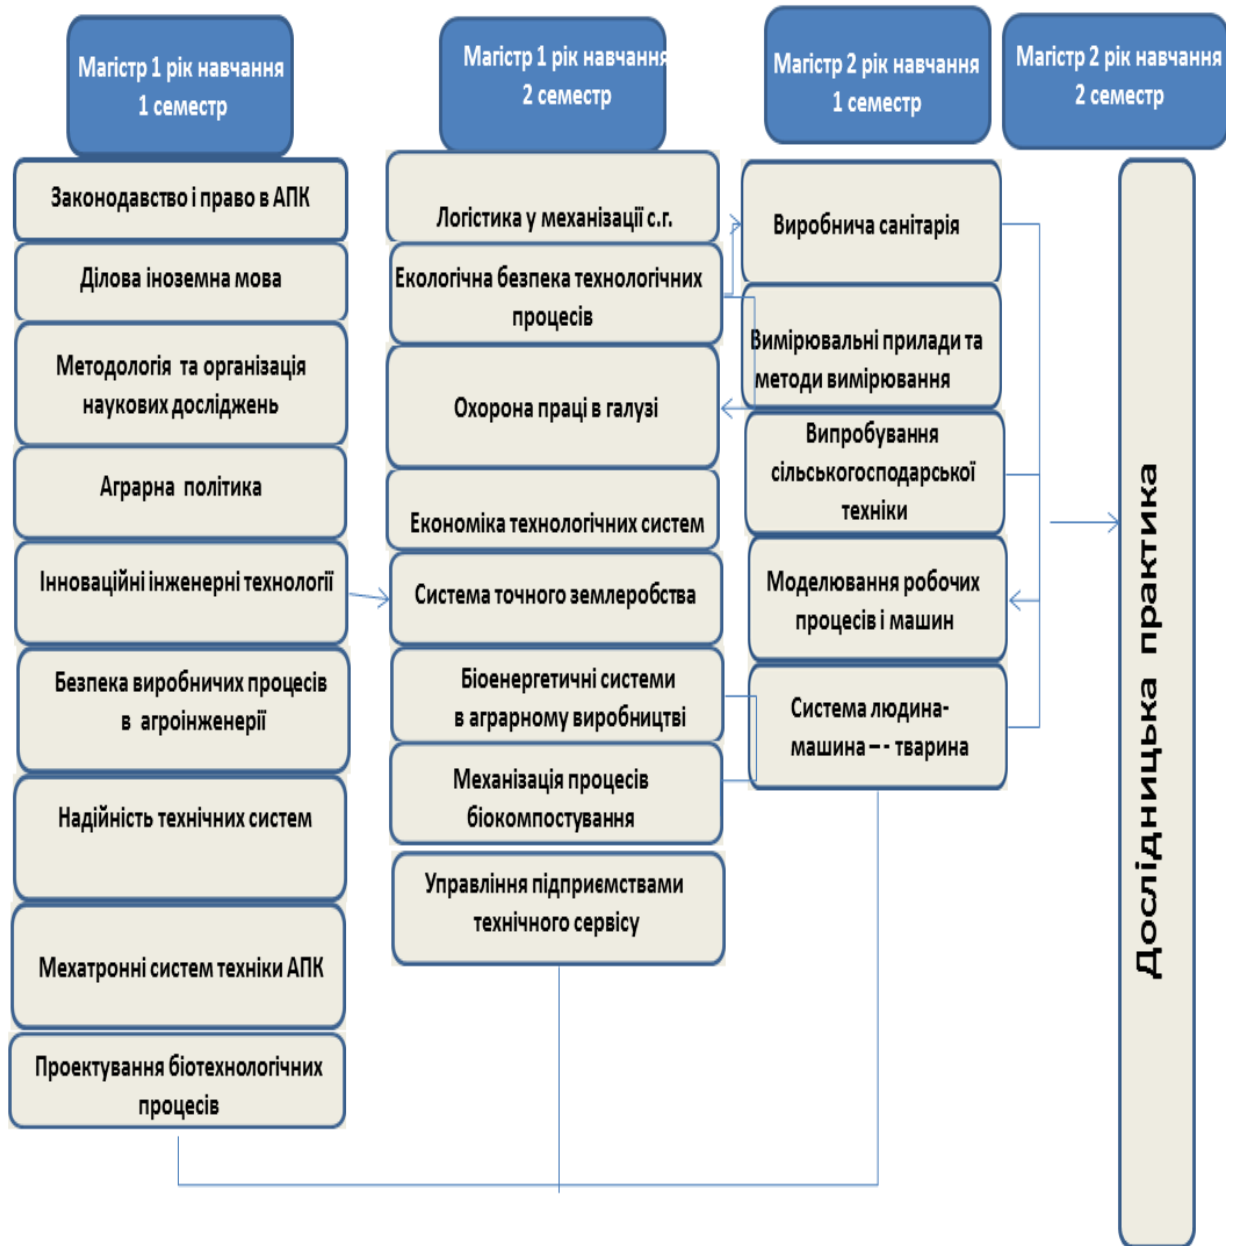 Магістр 1 рік навчання
1 семестр
Законодавство і право в АПК
Ділова іноземна мова
Методологія та організація
наукових досліджень
Аграрна політика
Інноваційні інженерні технології
Безпека виробничих процесів
в агроінженерії
Надійність технічних систем
Мехатронні систем техніки АПК
Проектування біотехнологічних
процесів
Магістр 1 рік навчання
2 семестр
Логістика у механізації с.г.
Екологічна безпека технологічних
процесів
Охорона праці в галузі
Економіка технологічних систем
Система точного землеробства
Біоенергетичні системи
в аграрному виробництві
Механізація процесів
біокомпостування
Управління підприємствами
технічного сервісу
Магістр 2 рік навчання
1 семестр
Виробнича санітарія
Вимірювальні прилади та
методи вимірювання
Випробування
сільськогосподарської
техніки
Моделювання робочих
процесів і машин
Система людина-
машина – - тварина
Магістр 2 рік навчання
2 семестр
Дослідницька практика